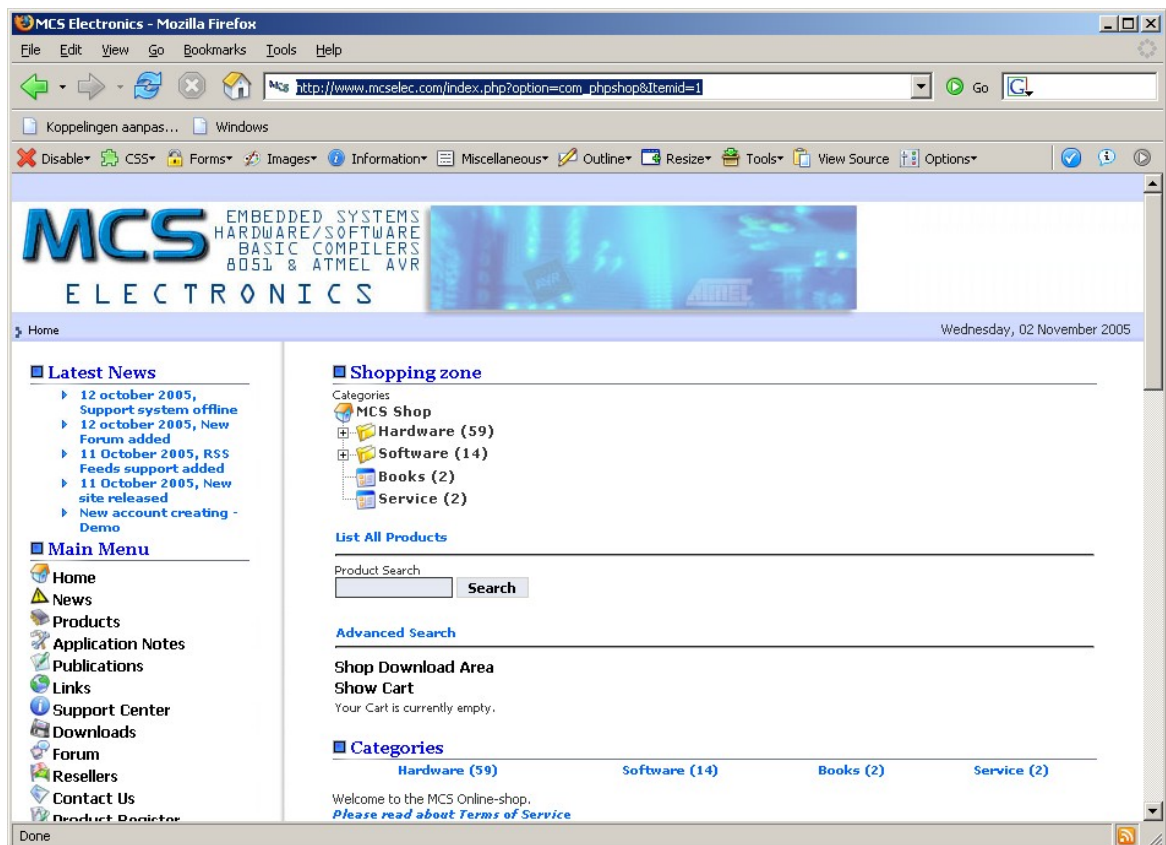 MCS Electronics - Mozilla Firefox
File Edit View Go Bookmarks Tools Help
MCS http://www.mcselec.com/index.php?option=com_phpshop&Itemid=1 Go G
Koppelingen aanpas... Windows
Disable CSS Forms Images Information Miscellaneous Outline Resize Tools View Source Options
MCS
EMBEDDED SYSTEMS
HARDWARE/SOFTWARE
BASIC COMPILERS
8051 & ATMEL AVR
ELECTRONICS
AVR
ATMEL
Home Wednesday, 02 November 2005
Latest News
12 october 2005,
Support system offline
12 october 2005, New
Forum added
11 October 2005, RSS
Feeds support added
11 October 2005, New
site released
New account creating -
Demo
Main Menu
Home
News
Products
Application Notes
Publications
Links
Support Center
Downloads
Forum
Resellers
Contact Us
Product Register
Shopping zone
Categories
MCS Shop
Hardware (59)
Software (14)
Books (2)
Service (2)
List All Products
Product Search
Search
Advanced Search
Shop Download Area
Show Cart
Your Cart is currently empty.
Categories
Hardware (59) Software (14) Books (2) Service (2)
Welcome to the MCS Online-shop.
Please read about Terms of Service
Done